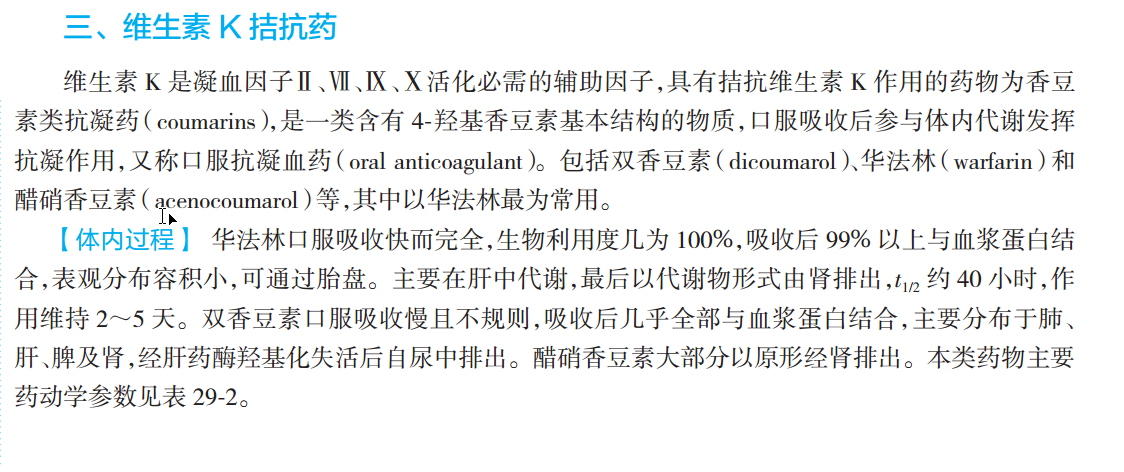 三、维生素 K 拮抗药
维生素 K 是凝血因子Ⅱ、Ⅶ、Ⅸ、Ⅹ活化必需的辅助因子,具有拮抗维生素 K 作用的药物为香豆
素类抗凝药(coumarins),是一类含有 4-羟基香豆素基本结构的物质,口服吸收后参与体内代谢发挥
抗凝作用,又称口服抗凝血药(oral anticoagulant)。包括双香豆素(dicoumarol)、华法林(warfarin)和
醋硝香豆素(acenocoumarol)等,其中以华法林最为常用。
【体内过程】 华法林口服吸收快而完全,生物利用度几为 100%,吸收后 99% 以上与血浆蛋白结
合,表观分布容积小,可通过胎盘。主要在肝中代谢,最后以代谢物形式由肾排出,t1/2 约 40 小时,作
用维持 2～5 天。双香豆素口服吸收慢且不规则,吸收后几乎全部与血浆蛋白结合,主要分布于肺、
肝、脾及肾,经肝药酶羟基化失活后自尿中排出。醋硝香豆素大部分以原形经肾排出。本类药物主要
药动学参数见表 29-2。